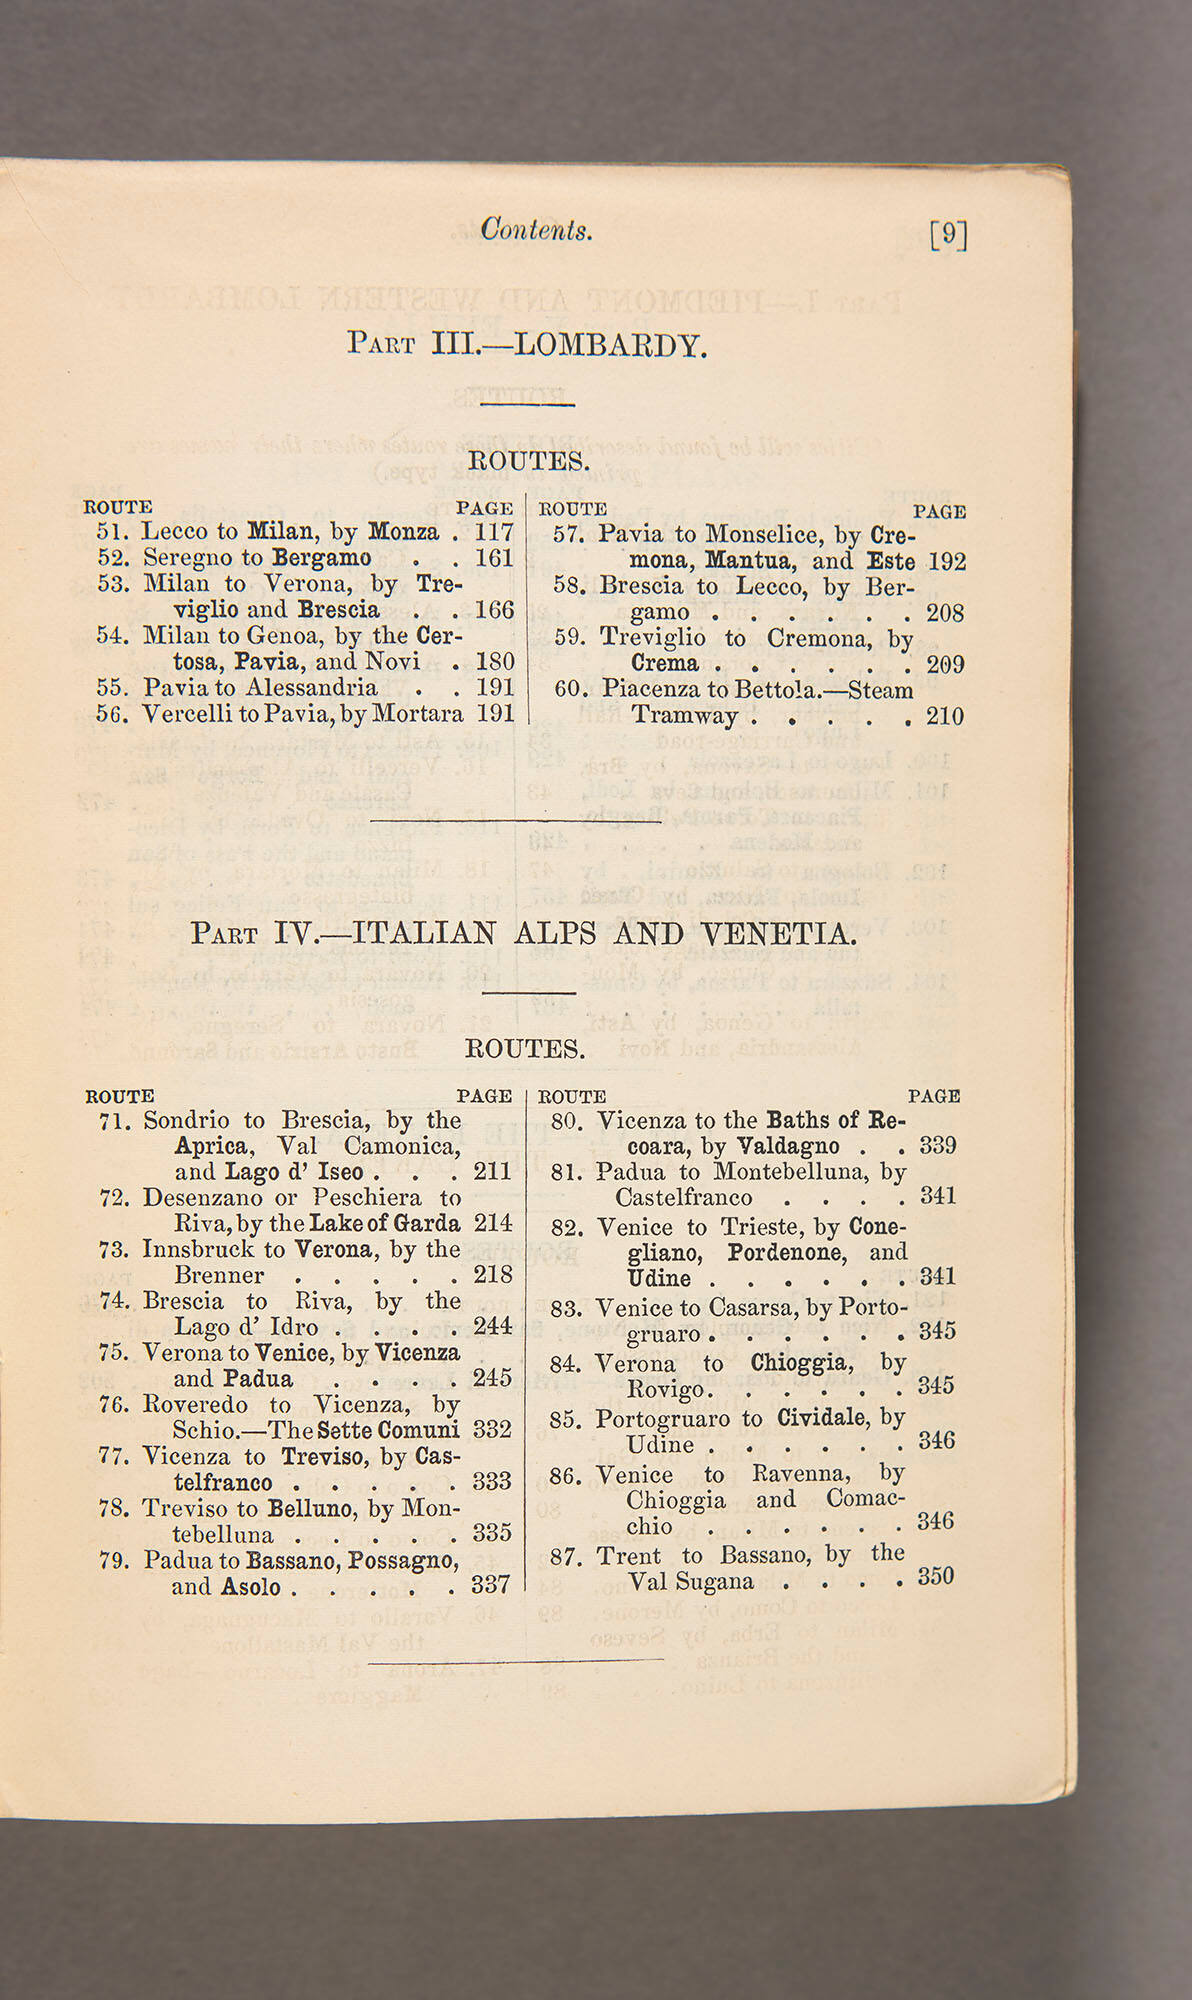 Contents.
[9]
PART III.—LOMBARDY.
ROUTES.
ROUTE PAGE
51. Lecco to Milan, by Monza . 117
52. Seregno to Bergamo . . 161
53. Milan to Verona, by Tre-
viglio and Brescia . . 166
54. Milan to Genoa, by the Cer-
tosa, Pavia, and Novi . 180
55. Pavia to Alessandria . . 191
56. Vercelli to Pavia, by Mortara 191
ROUTE PAGE
57. Pavia to Monselice, by Cre-
mona, Mantua, and Este 192
58. Brescia to Lecco, by Ber-
gamo . . . . . . 208
59. Treviglio to Cremona, by
Crema . . . . . . 209
60. Piacenza to Bettola.—Steam
Tramway . . . . . 210
PART IV.—ITALIAN ALPS AND VENETIA.
ROUTES.
ROUTE PAGE
71. Sondrio to Brescia, by the
Aprica, Val Camonica,
and Lago d' Iseo . . . 211
72. Desenzano or Peschiera to
Riva, by the Lake of Garda 214
73. Innsbruck to Verona, by the
Brenner . . . . . 218
74. Brescia to Riva, by the
Lago d' Idro . . . . 244
75. Verona to Venice, by Vicenza
and Padua . . . . 245
76. Roveredo to Vicenza, by
Schio.—The Sette Comuni 332
77. Vicenza to Treviso, by Cas-
telfranco . . . . . 333
78. Treviso to Belluno, by Mon-
tebelluna . . . . . 335
79. Padua to Bassano, Possagno,
and Asolo . . . . . 337
ROUTE PAGE
80. Vicenza to the Baths of Re-
coara, by Valdagno . . 339
81. Padua to Montebelluna, by
Castelfranco . . . . 341
82. Venice to Trieste, by Cone-
gliano, Pordenone, and
Udine . . . . . . 341
83. Venice to Casarsa, by Porto-
gruaro . . . . . . 345
84. Verona to Chioggia, by
Rovigo. . . . . . 345
85. Portogruaro to Cividale, by
Udine . . . . . . 346
86. Venice to Ravenna, by
Chioggia and Comac-
chio . . . . . . 346
87. Trent to Bassano, by the
Val Sugana . . . . 350